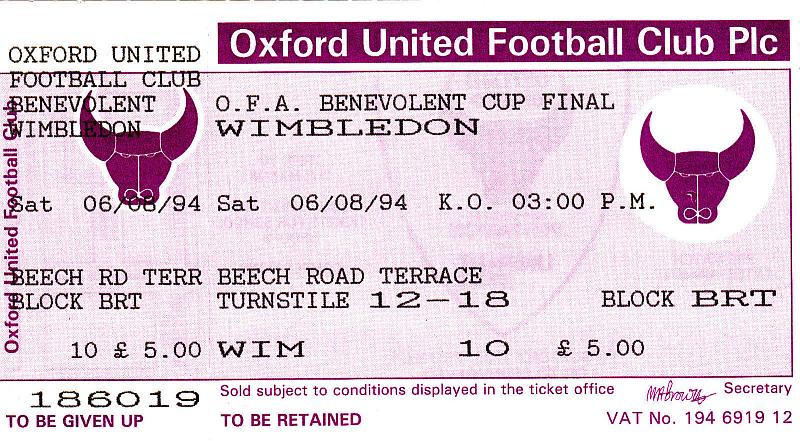 Oxford United Football Club Plc
OXFORD UNITED
FOOTBALL CLUB
BENEVOLENT
WIMBLEDON
Sat 06/08/94
BEECH RD TERR
BLOCK BRT
10 £ 5.00
186019
TO BE GIVEN UP
Oxford United Football Club
O.F.A. BENEVOLENT CUP FINAL
WIMBLEDON
Sat 06/08/94 K.O. 03:00 P.M.
BEECH ROAD TERRACE
TURNSTILE 12-18 BLOCK BRT
WIM 10 £ 5.00
Sold subject to conditions displayed in the ticket office Secretary
TO BE RETAINED VAT No. 194 6919 12